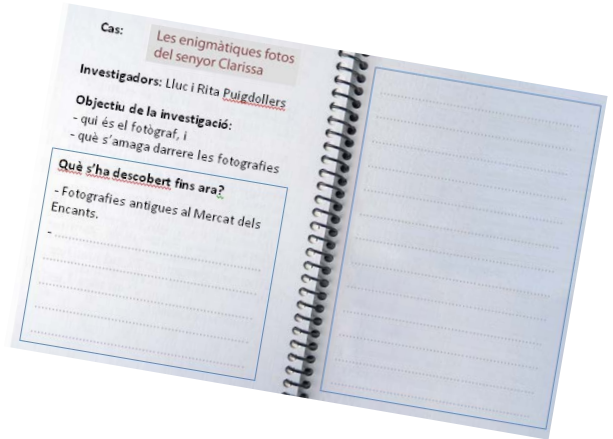 Cas:
Les enigmàtiques fotos
del senyor Clarissa
Investigadors: Lluc i Rita Puigdollers
Objectiu de la investigació:
- qui és el fotògraf, i
- què s'amaga darrere les fotografies
Què s'ha descobert fins ara?
- Fotografies antigues al Mercat dels
Encants.
-